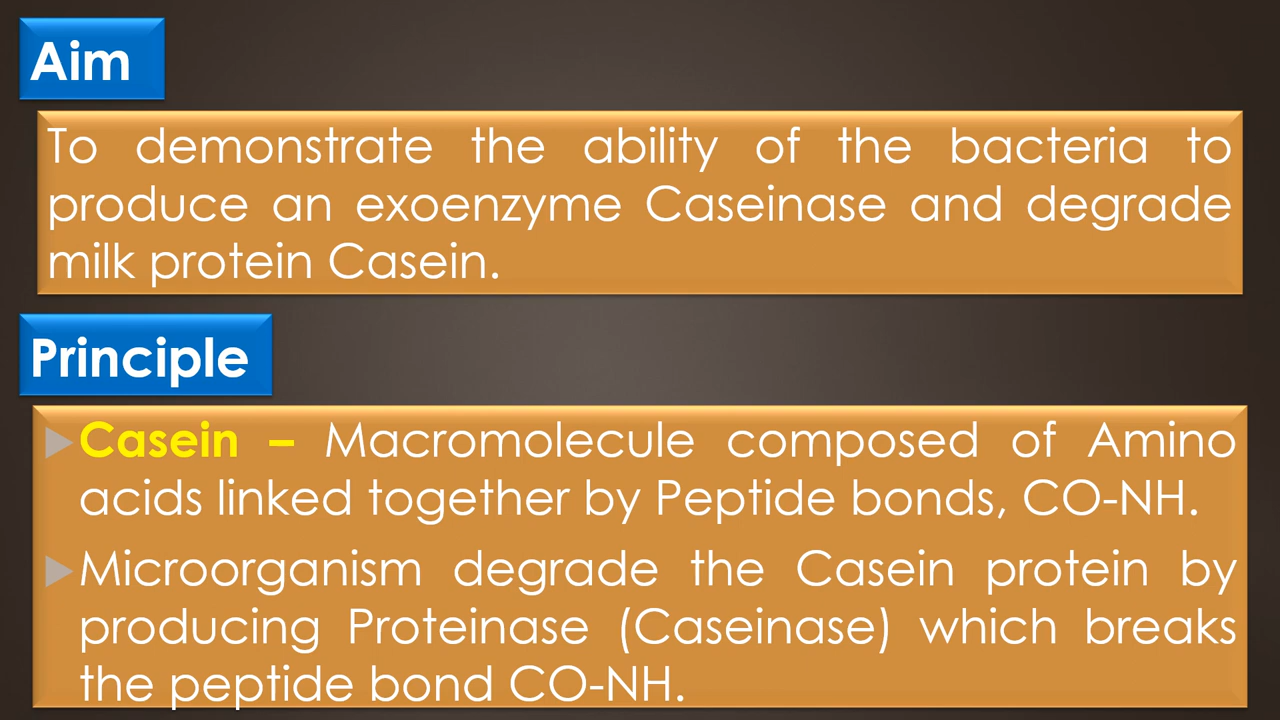 Aim
To demonstrate the ability of the bacteria to
produce an exoenzyme Caseinase and degrade
milk protein Casein.
Principle
Casein – Macromolecule composed of Amino
acids linked together by Peptide bonds, CO-NH.
Microorganism degrade the Casein protein by
producing Proteinase (Caseinase) which breaks
the peptide bond CO-NH.